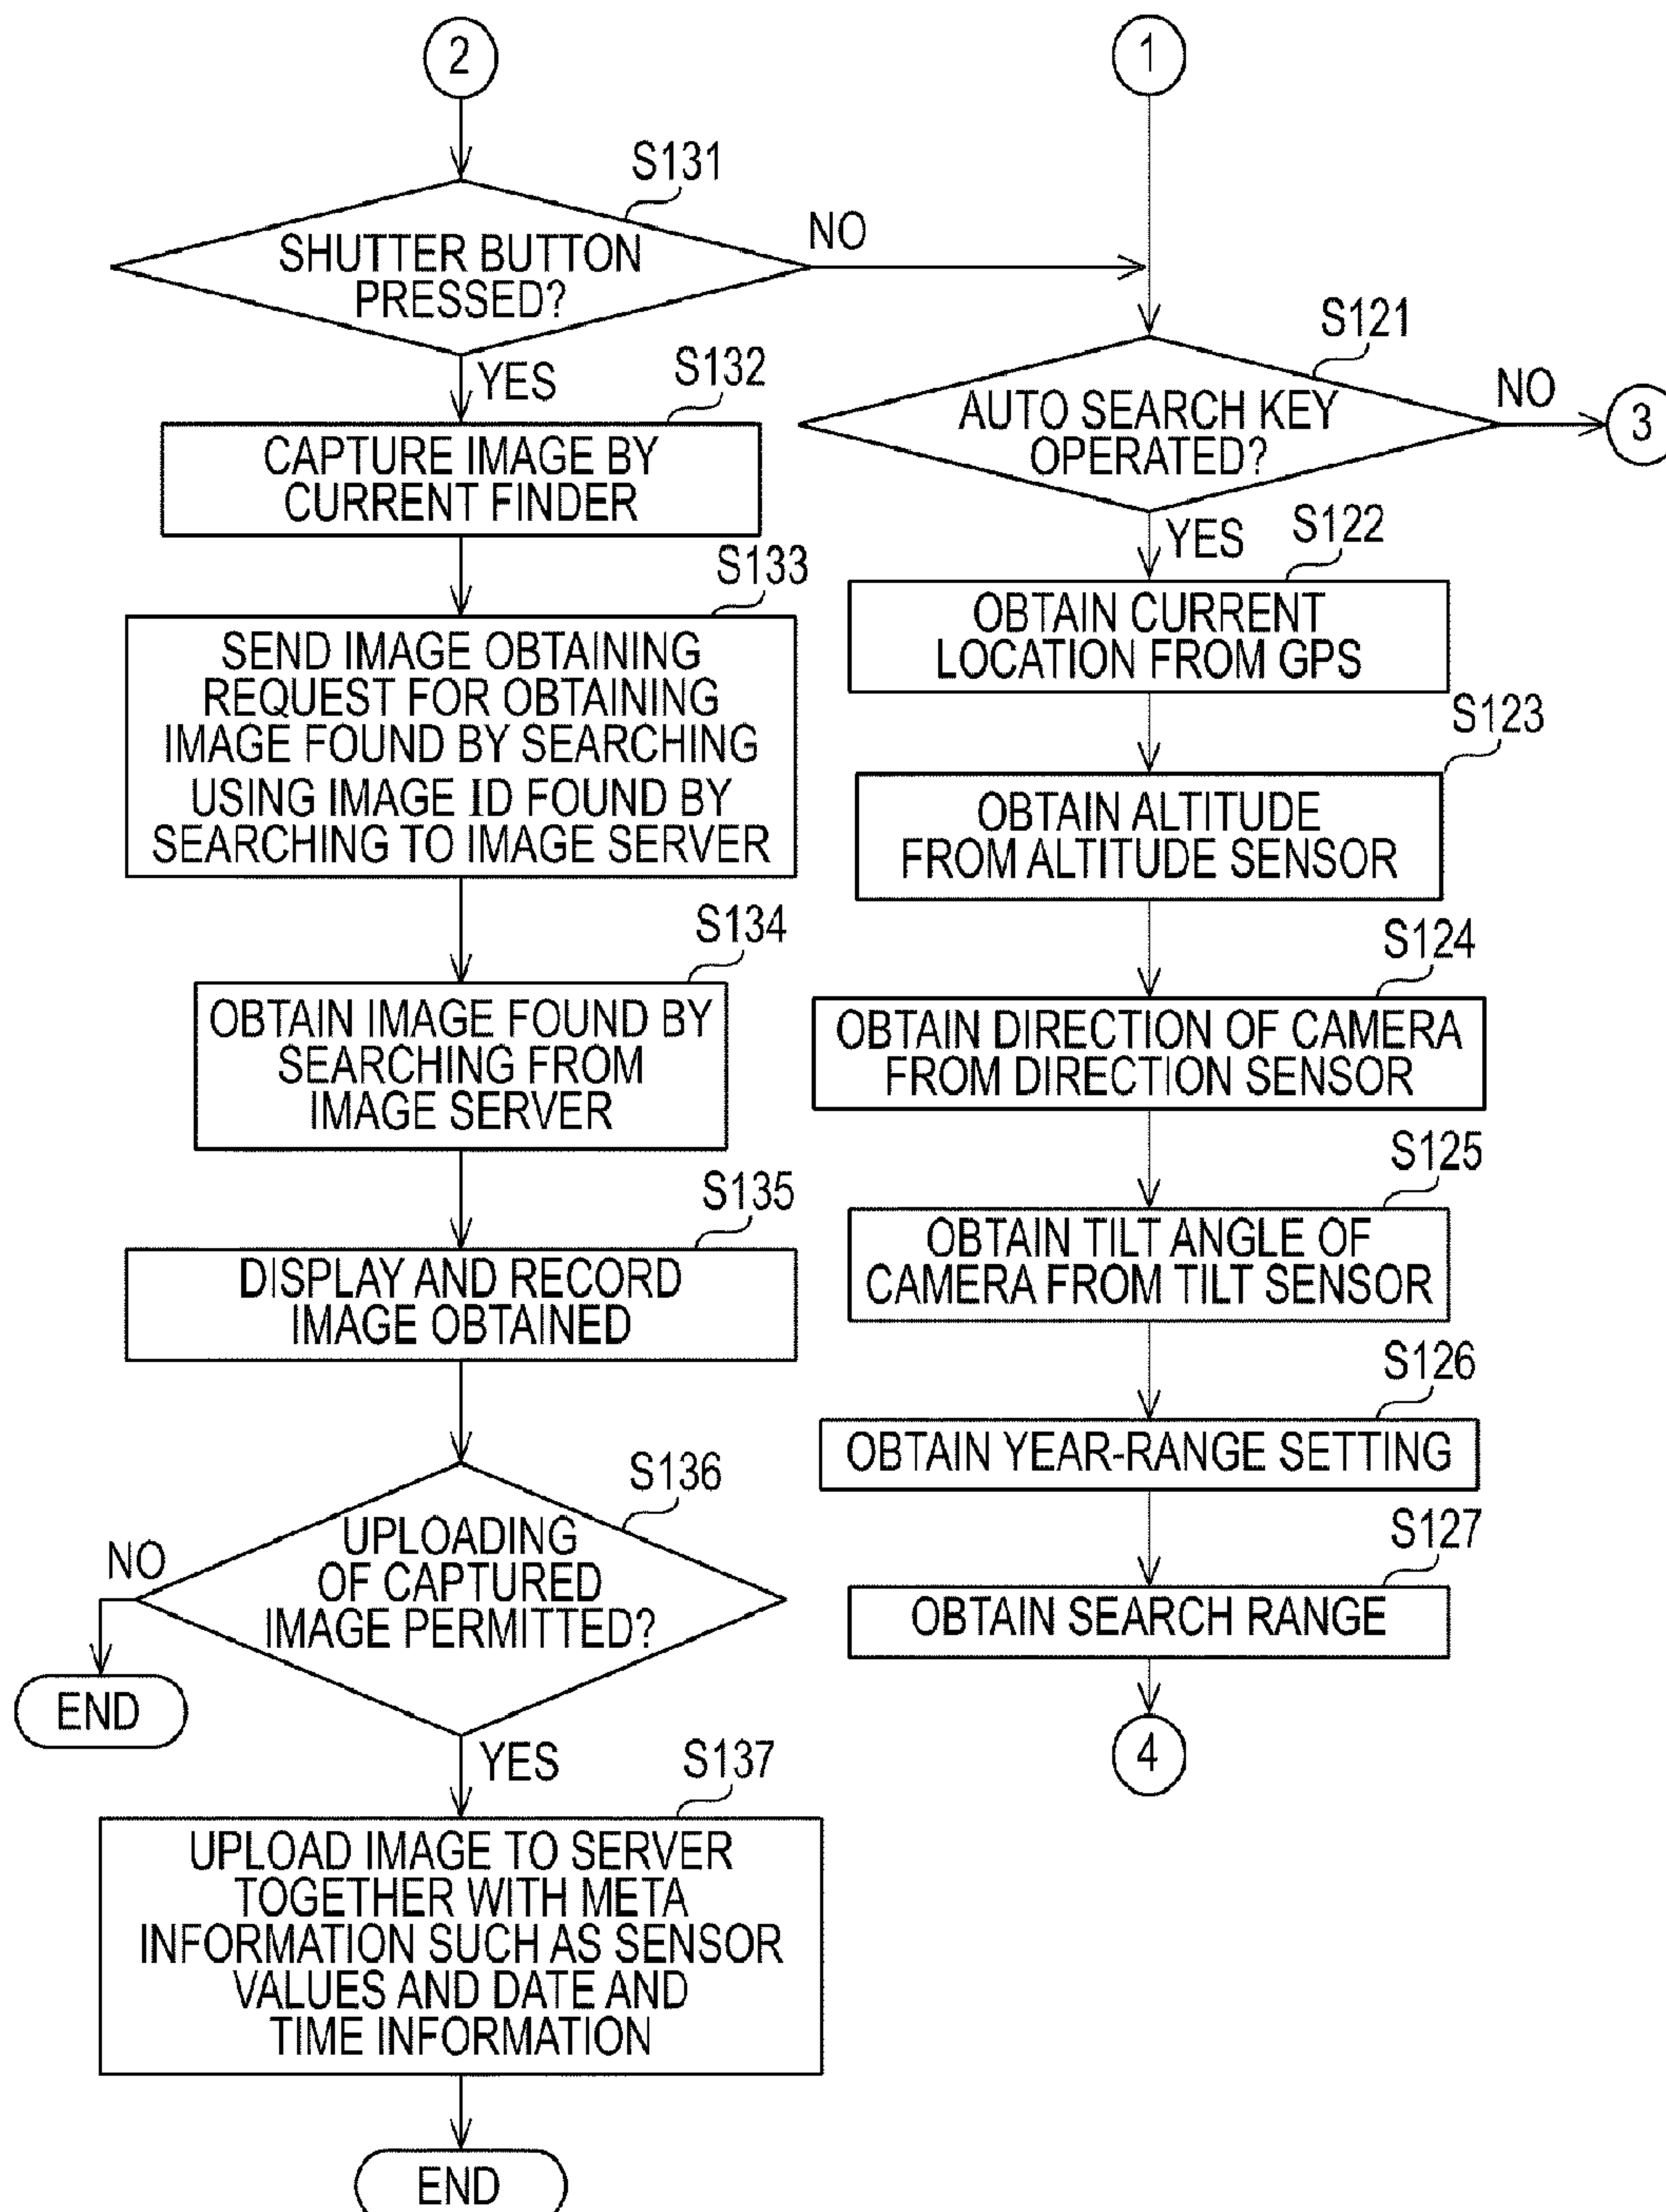 2
S131
SHUTTER BUTTON
PRESSED?
NO
YES
S132
CAPTURE IMAGE BY
CURRENT FINDER
S133
SEND IMAGE OBTAINING
REQUEST FOR OBTAINING
IMAGE FOUND BY SEARCHING
USING IMAGE ID FOUND BY
SEARCHING TO IMAGE SERVER
S134
OBTAIN IMAGE FOUND BY
SEARCHING FROM
IMAGE SERVER
S135
DISPLAY AND RECORD
IMAGE OBTAINED
S136
UPLOADING
OF CAPTURED
IMAGE PERMITTED?
NO
END
YES
S137
UPLOAD IMAGE TO SERVER
TOGETHER WITH META
INFORMATION SUCH AS SENSOR
VALUES AND DATE AND
TIME INFORMATION
END
1
S121
AUTO SEARCH KEY
OPERATED?
NO
3
YES
S122
OBTAIN CURRENT
LOCATION FROM GPS
S123
OBTAIN ALTITUDE
FROM ALTITUDE SENSOR
S124
OBTAIN DIRECTION OF CAMERA
FROM DIRECTION SENSOR
S125
OBTAIN TILT ANGLE OF
CAMERA FROM TILT SENSOR
S126
OBTAIN YEAR-RANGE SETTING
S127
OBTAIN SEARCH RANGE
4